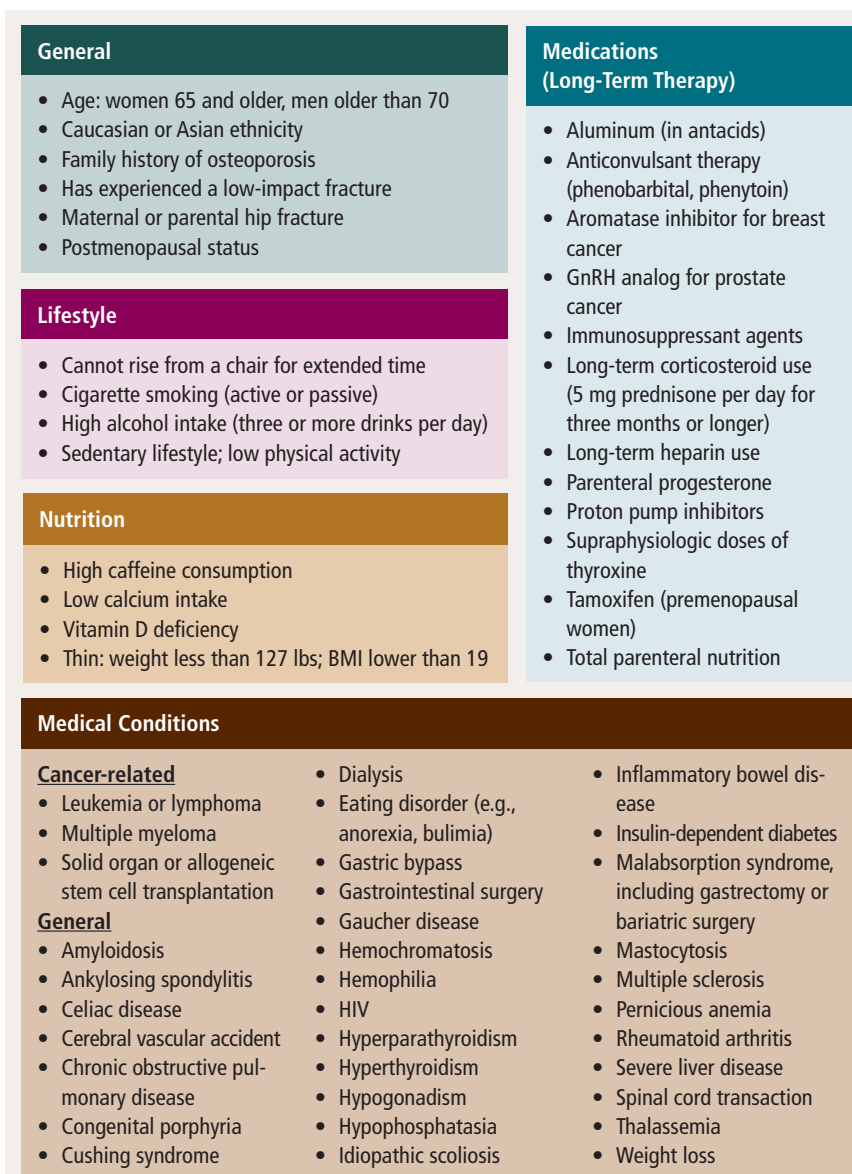 General
• Age: women 65 and older, men older than 70
• Caucasian or Asian ethnicity
• Family history of osteoporosis
• Has experienced a low-impact fracture
• Maternal or parental hip fracture
• Postmenopausal status
Lifestyle
• Cannot rise from a chair for extended time
• Cigarette smoking (active or passive)
• High alcohol intake (three or more drinks per day)
• Sedentary lifestyle; low physical activity
Nutrition
• High caffeine consumption
• Low calcium intake
• Vitamin D deficiency
• Thin: weight less than 127 lbs; BMI lower than 19
Medications
(Long-Term Therapy)
• Aluminum (in antacids)
• Anticonvulsant therapy
(phenobarbital, phenytoin)
• Aromatase inhibitor for breast
cancer
• GnRH analog for prostate
cancer
• Immunosuppressant agents
• Long-term corticosteroid use
(5 mg prednisone per day for
three months or longer)
• Long-term heparin use
• Parenteral progesterone
• Proton pump inhibitors
• Supraphysiologic doses of
thyroxine
• Tamoxifen (premenopausal
women)
• Total parenteral nutrition
Medical Conditions
Cancer-related
• Leukemia or lymphoma
• Multiple myeloma
• Solid organ or allogeneic
stem cell transplantation
General
• Amyloidosis
• Ankylosing spondylitis
• Celiac disease
• Cerebral vascular accident
• Chronic obstructive pul-
monary disease
• Congenital porphyria
• Cushing syndrome
• Dialysis
• Eating disorder (e.g.,
anorexia, bulimia)
• Gastric bypass
• Gastrointestinal surgery
• Gaucher disease
• Hemochromatosis
• Hemophilia
• HIV
• Hyperparathyroidism
• Hyperthyroidism
• Hypogonadism
• Hypophosphatasia
• Idiopathic scoliosis
• Inflammatory bowel dis-
ease
• Insulin-dependent diabetes
• Malabsorption syndrome,
including gastrectomy or
bariatric surgery
• Mastocytosis
• Multiple sclerosis
• Pernicious anemia
• Rheumatoid arthritis
• Severe liver disease
• Spinal cord transaction
• Thalassemia
• Weight loss